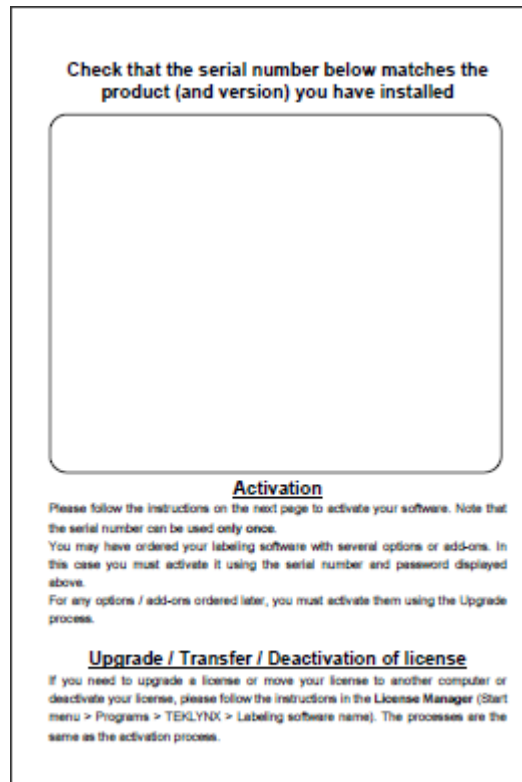 Check that the serial number below matches the
product (and version) you have installed
Activation
Please follow the instructions on the next page to activate your software. Note that
the serial number can be used only once.
You may have ordered your labeling software with several options or add-ons. In
this case you must activate it using the serial number and password displayed
above.
For any options / add-ons ordered later, you must activate them using the Upgrade
process.
Upgrade / Transfer / Deactivation of license
If you need to upgrade a license or move your license to another computer or
deactivate your license, please follow the instructions in the License Manager (Start
menu > Programs > TEKLYNX > Labeling software name). The processes are the
same as the activation process.